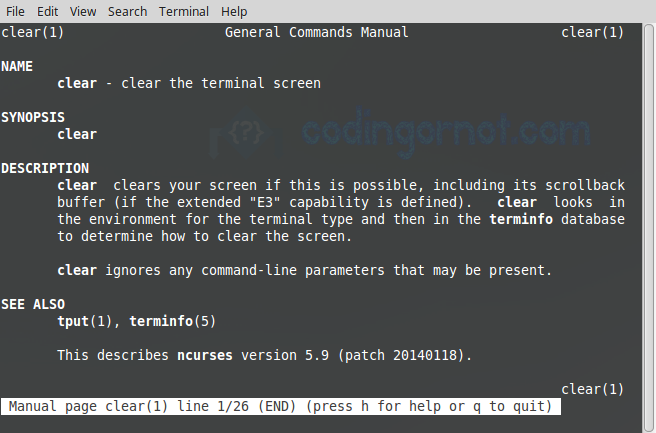 File Edit View Search Terminal Help
clear(1) General Commands Manual clear(1)
NAME
clear - clear the terminal screen
SYNOPSIS
clear
{?} codingornot.com
DESCRIPTION
clear clears your screen if this is possible, including its scrollback
buffer (if the extended "E3" capability is defined). clear looks in
the environment for the terminal type and then in the terminfo database
to determine how to clear the screen.
clear ignores any command-line parameters that may be present.
SEE ALSO
tput(1), terminfo(5)
This describes ncurses version 5.9 (patch 20140118).
clear(1)
Manual page clear(1) line 1/26 (END) (press h for help or q to quit)